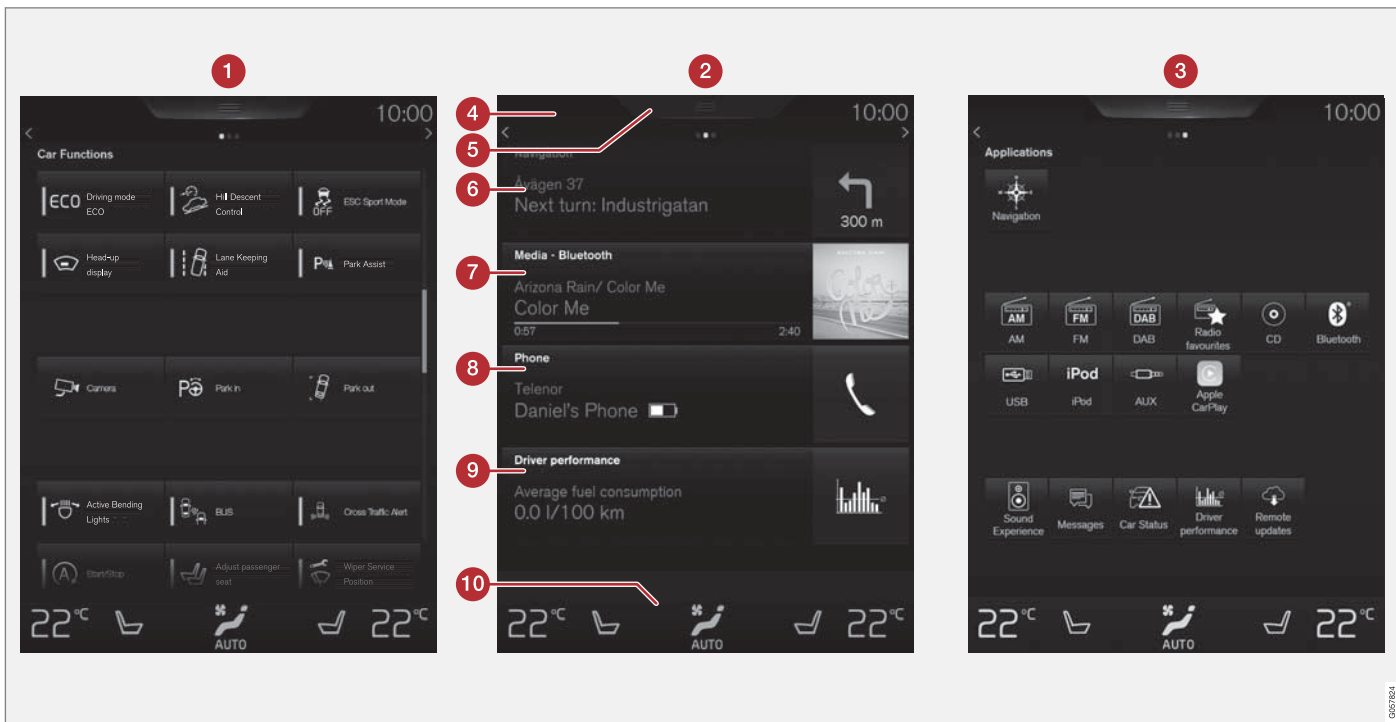 1
2
3
10:00
Car Functions
ECO Driving mode ECO
Hill Descent Control
OFF ESC Sport Mode
Head-up display
Lane Keeping Aid
P Park Assist
Camera
P Park in
Park out
Active Bending Lights
BLIS
Cross Traffic Alert
A Start/Stop
Adjust passenger seat
Wiper Service Position
22°C
AUTO
22°C
4
10:00
5
Navigation
6
Åvägen 37
Next turn: Industrigatan
300 m
7
Media - Bluetooth
Arizona Rain/ Color Me
Color Me
0:57
2:40
Color Me
8
Phone
Telenor
Daniel's Phone
9
Driver performance
Average fuel consumption
0.0 l/100 km
10
22°C
AUTO
22°C
10:00
Applications
Navigation
AM
FM
DAB
AM
FM
DAB
Radio favourites
CD
Bluetooth
iPod
USB
iPod
AUX
Apple CarPlay
Sound Experience
Messages
Car Status
Driver performance
Remote updates
22°C
AUTO
22°C
G057824